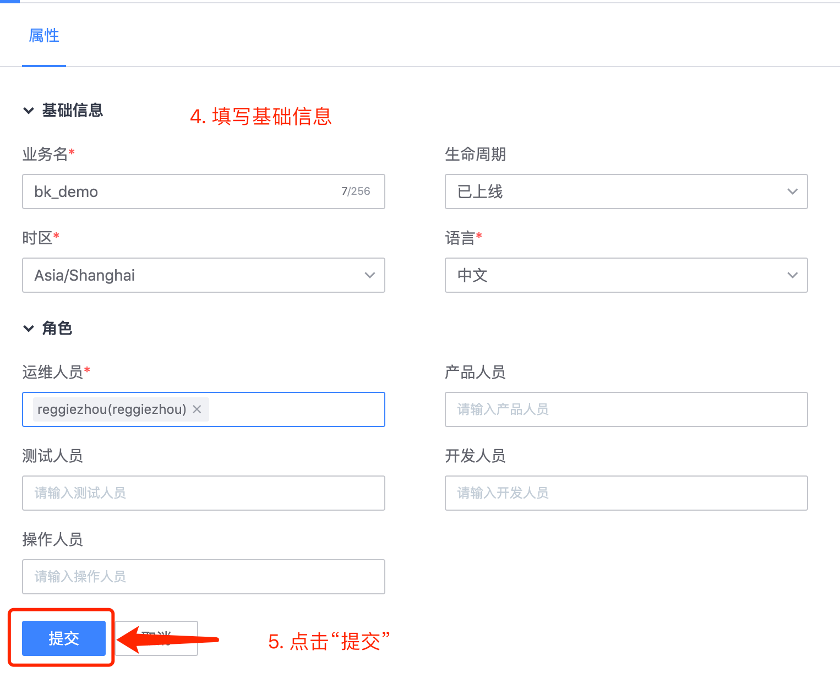 属性
基础信息
4. 填写基础信息
业务名*
生命周期
bk_demo
7/256
已上线
时区*
语言*
Asia/Shanghai
中文
角色
运维人员*
产品人员
reggiezhou(reggiezhou) ×
请输入产品人员
测试人员
开发人员
请输入测试人员
请输入开发人员
操作人员
请输入操作人员
提交
取消
5. 点击“提交”